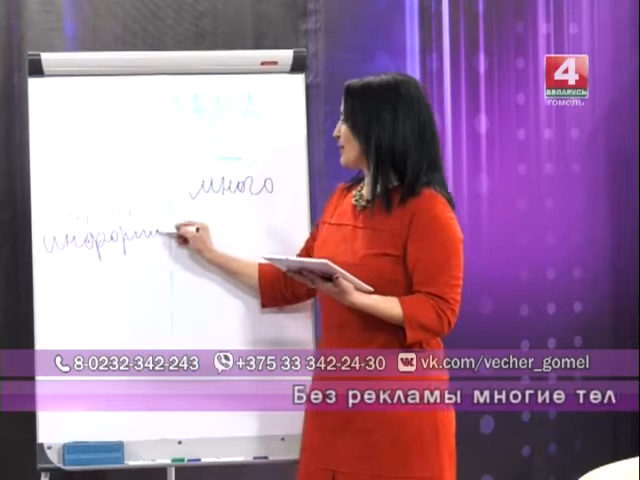 4
БЕЛАРУСЬ
ГОМЕЛЬ
много
информ
8-0232-342-243 +375 33 342-24-30 vk.com/vecher_gomel
Без рекламы многие тел